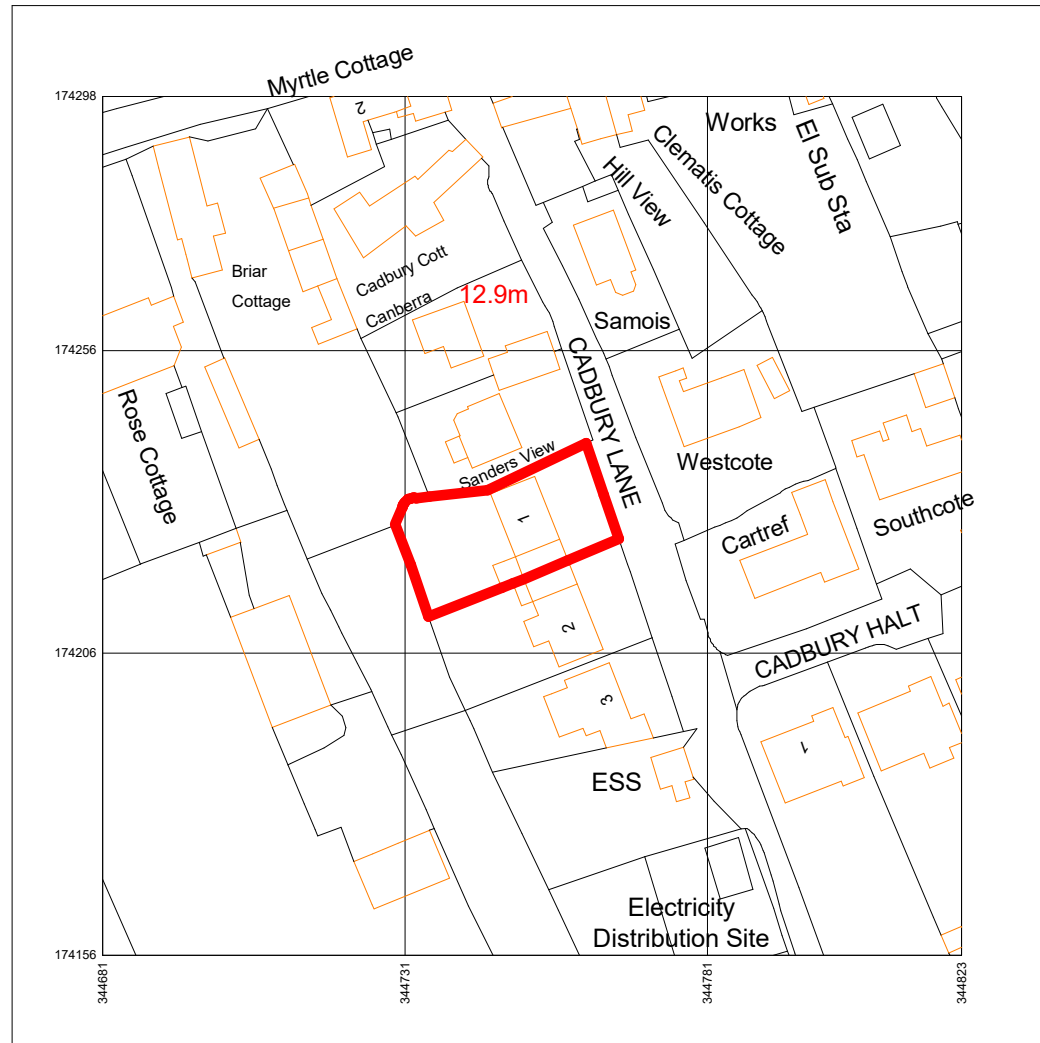 Myrtle Cottage
174298
2
Works
El Sub Sta
Clematis Cottage
Hill View
Briar
Cottage
Cadbury Cott
Canberra
12.9m
Samois
174256
CADBURY LANE
Rose Cottage
Sanders View
Westcote
1
Cartref
Southcote
2
174206
CADBURY HALT
3
1
ESS
Electricity
Distribution Site
174156
344681
344731
344781
344823